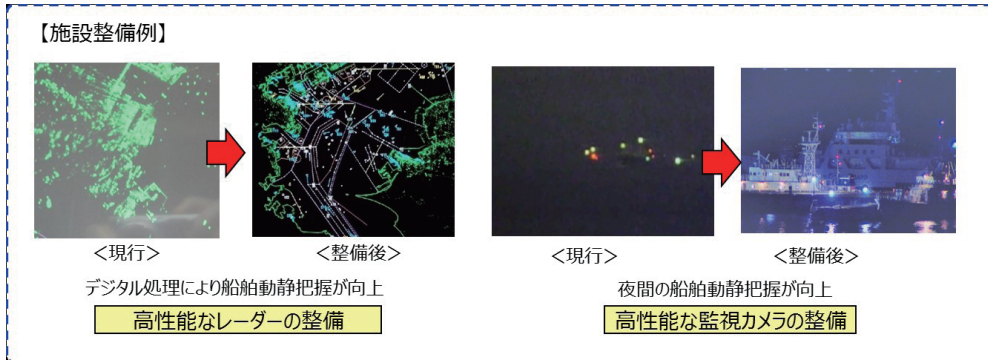 【施設整備例】
＜現行＞
＜整備後＞
デジタル処理により船舶動静把握が向上
高性能なレーダーの整備
＜現行＞
＜整備後＞
夜間の船舶動静把握が向上
高性能な監視カメラの整備